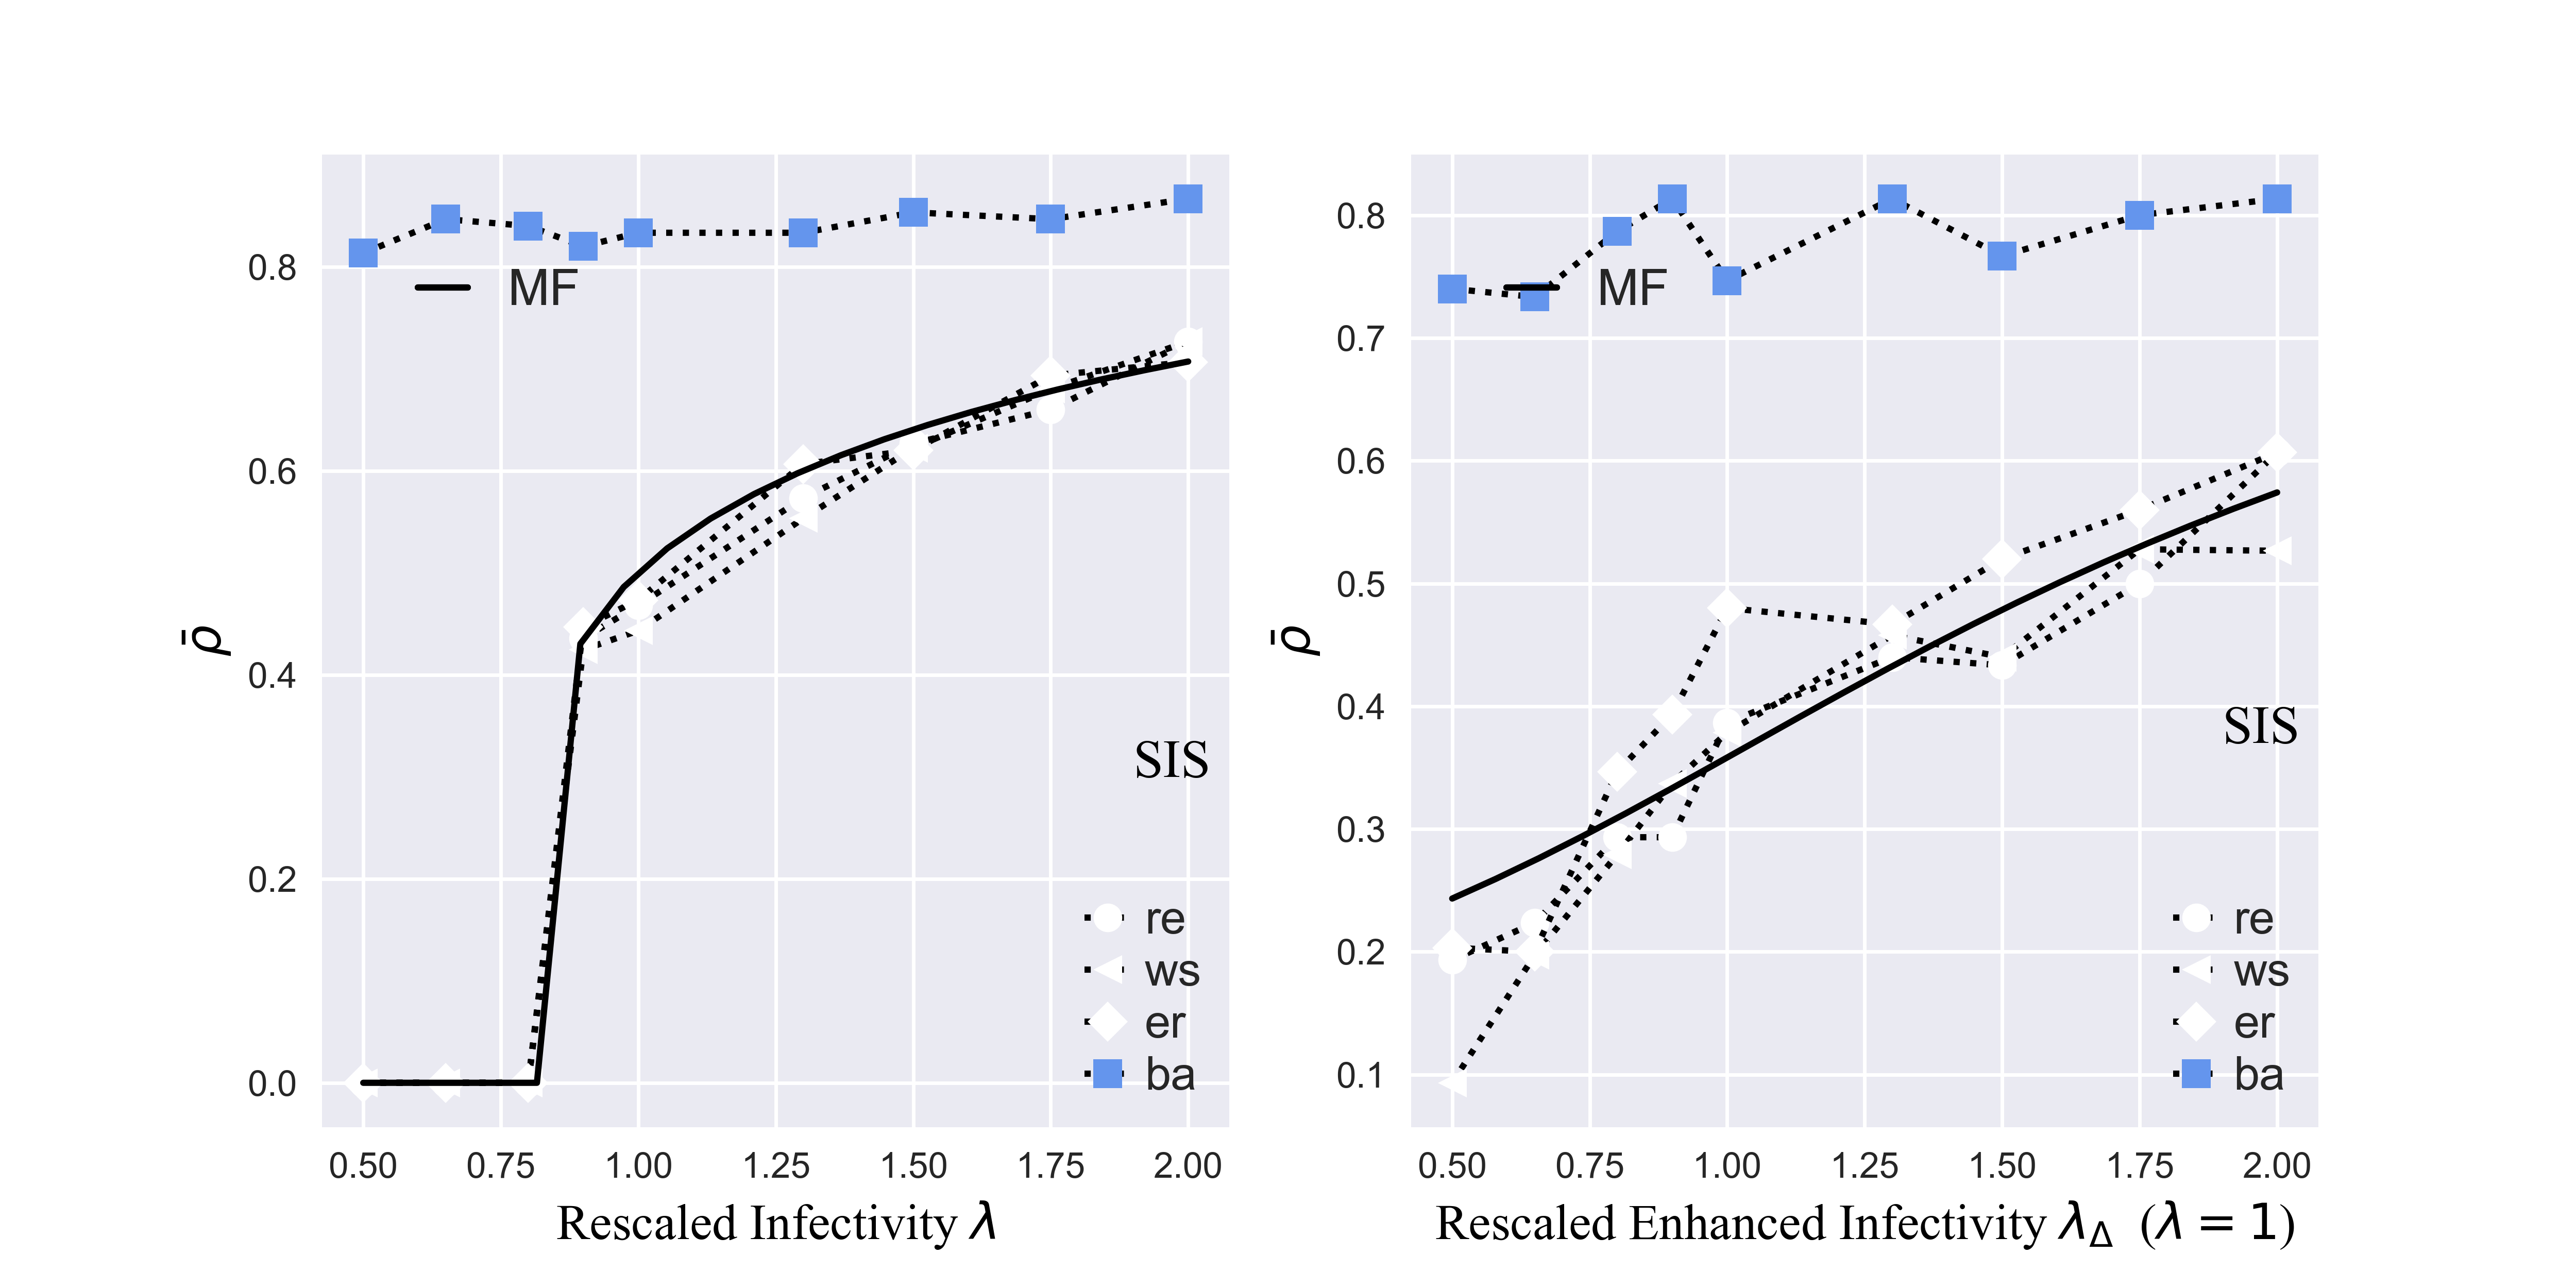 0.8
0.6
0.4
0.2
0.0
ρ̄
MF
SIS
re
ws
er
ba
0.50 0.75 1.00 1.25 1.50 1.75 2.00
Rescaled Infectivity λ
0.8
0.7
0.6
0.5
0.4
0.3
0.2
0.1
ρ̄
MF
SIS
re
ws
er
ba
0.50 0.75 1.00 1.25 1.50 1.75 2.00
Rescaled Enhanced Infectivity λ_Δ (λ = 1)